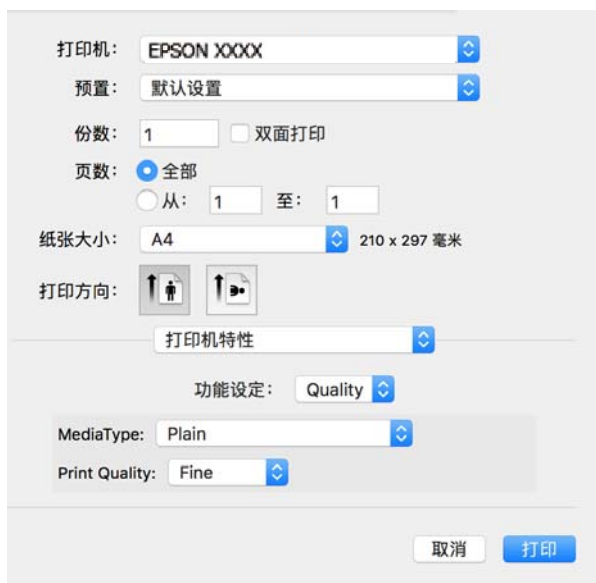 打印机： EPSON XXXX
预置： 默认设置
份数： 1 双面打印
页数： 全部
从： 1 至： 1
纸张大小： A4 210 x 297 毫米
打印方向：
打印机特性
功能设定： Quality
MediaType: Plain
Print Quality: Fine
取消 打印